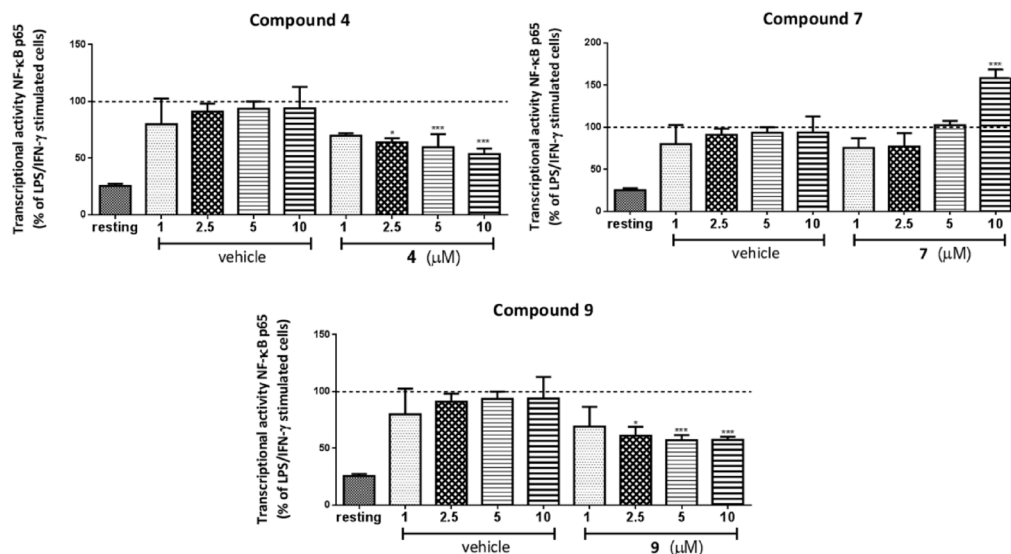 Compound 4
Transcriptional activity NF-κB p65
(% of LPS/IFN-γ stimulated cells)
150
100
50
0
*
***
***
resting
1
2.5
5
10
1
2.5
5
10
vehicle
4 (μM)
Compound 7
Transcriptional activity NF-κB p65
(% of LPS/IFN-γ stimulated cells)
200
150
100
50
0
***
resting
1
2.5
5
10
1
2.5
5
10
vehicle
7 (μM)
Compound 9
Transcriptional activity NF-κB p65
(% of LPS/IFN-γ stimulated cells)
150
100
50
0
*
***
***
resting
1
2.5
5
10
1
2.5
5
10
vehicle
9 (μM)